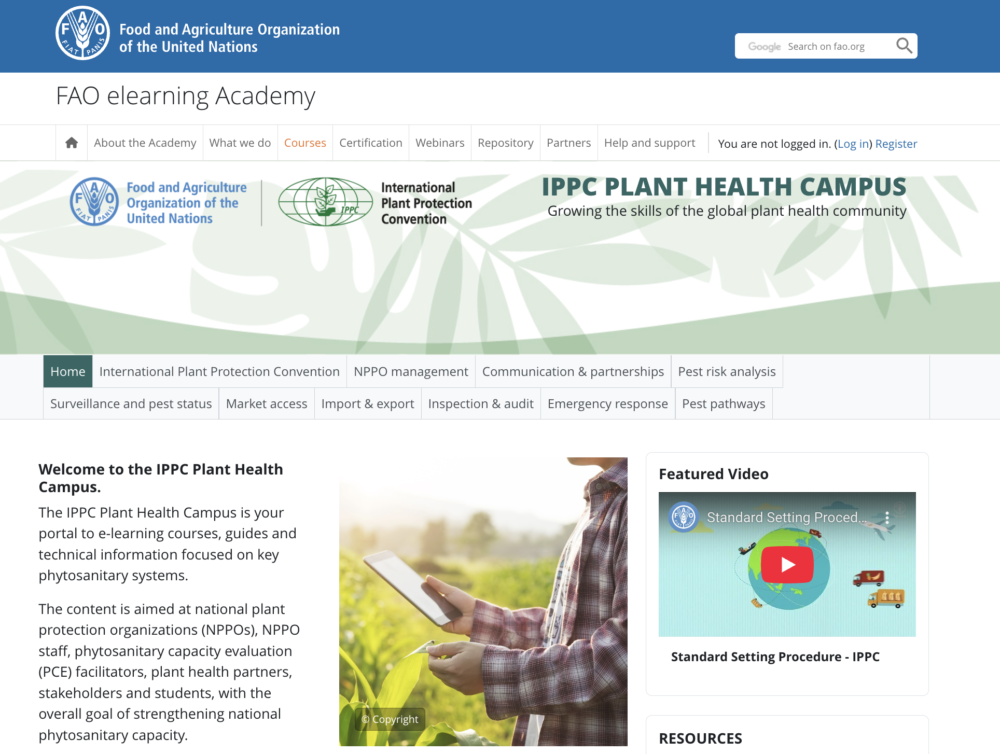 FAO
FIAT PANIS
Food and Agriculture Organization
of the United Nations
Google Search on fao.org
FAO elearning Academy
About the Academy
What we do
Courses
Certification
Webinars
Repository
Partners
Help and support
You are not logged in. (Log in) Register
FAO
FIAT PANIS
Food and Agriculture
Organization of the
United Nations
IPPC
International
Plant Protection
Convention
IPPC PLANT HEALTH CAMPUS
Growing the skills of the global plant health community
Home
International Plant Protection Convention
NPPO management
Communication & partnerships
Pest risk analysis
Surveillance and pest status
Market access
Import & export
Inspection & audit
Emergency response
Pest pathways
Welcome to the IPPC Plant Health
Campus.
The IPPC Plant Health Campus is your
portal to e-learning courses, guides and
technical information focused on key
phytosanitary systems.
The content is aimed at national plant
protection organizations (NPPOs), NPPO
staff, phytosanitary capacity evaluation
(PCE) facilitators, plant health partners,
stakeholders and students, with the
overall goal of strengthening national
phytosanitary capacity.
© Copyright
Featured Video
FAO
Standard Setting Proced...
$$$
Standard Setting Procedure - IPPC
RESOURCES